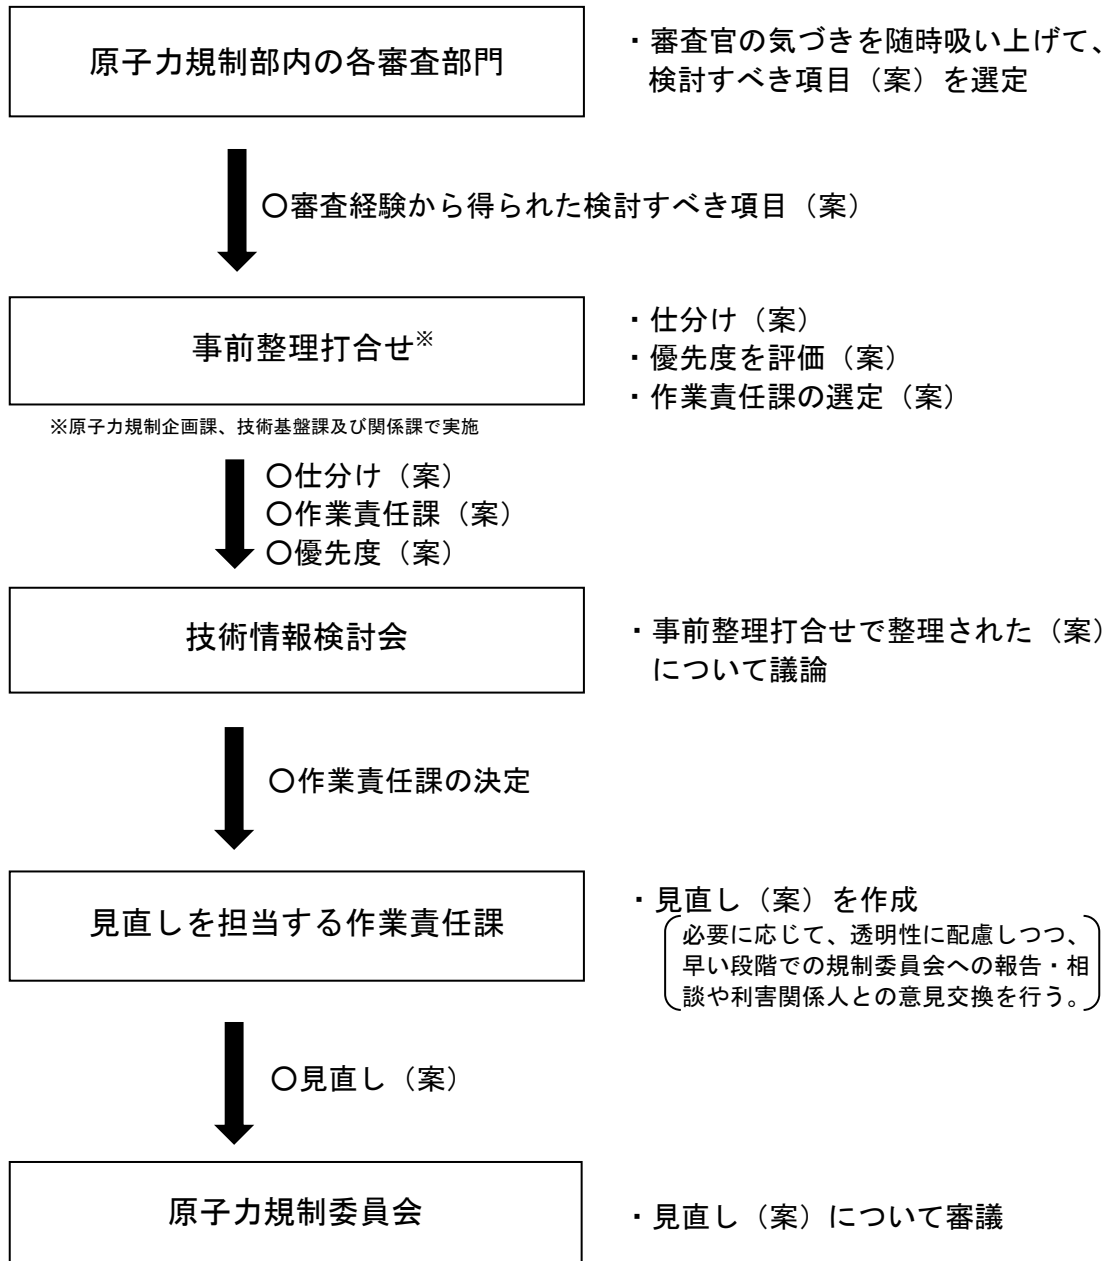 原子力規制部内の各審査部門
・審査官の気づきを随時吸い上げて、
検討すべき項目（案）を選定
〇審査経験から得られた検討すべき項目（案）
事前整理打合せ※
・仕分け（案）
・優先度を評価（案）
・作業責任課の選定（案）
※原子力規制企画課、技術基盤課及び関係課で実施
〇仕分け（案）
〇作業責任課（案）
〇優先度（案）
技術情報検討会
・事前整理打合せで整理された（案）
について議論
〇作業責任課の決定
見直しを担当する作業責任課
・見直し（案）を作成
必要に応じて、透明性に配慮しつつ、
早い段階での規制委員会への報告・相
談や利害関係人との意見交換を行う。
〇見直し（案）
原子力規制委員会
・見直し（案）について審議